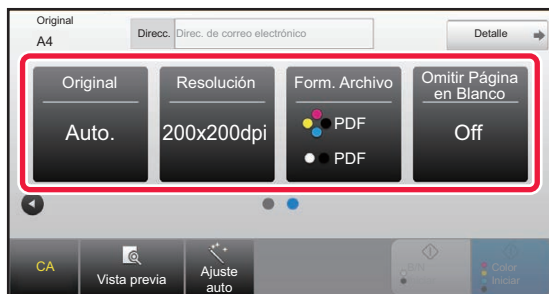 Original
A4
Direcc.
Direc. de correo electrónico
Detalle
Original
Auto.
Resolución
200x200dpi
Form. Archivo
PDF
PDF
Omitir Página
en Blanco
Off
CA
Vista previa
Ajuste
auto
B/N
Color
Iniciar